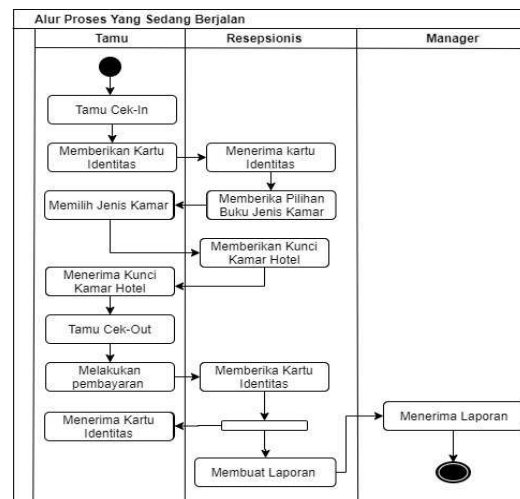 Alur Proses Yang Sedang Berjalan
Tamu
Resepsionis
Manager
Tamu Cek-In
Memberikan Kartu
Identitas
Menerima kartu
Identitas
Memilih Jenis Kamar
Memberika Pilihan
Buku Jenis Kamar
Memberikan Kunci
Kamar Hotel
Menerima Kunci
Kamar Hotel
Tamu Cek-Out
Melakukan
pembayaran
Memberika Kartu
Identitas
Menerima Kartu
Identitas
Menerima Laporan
Membuat Laporan